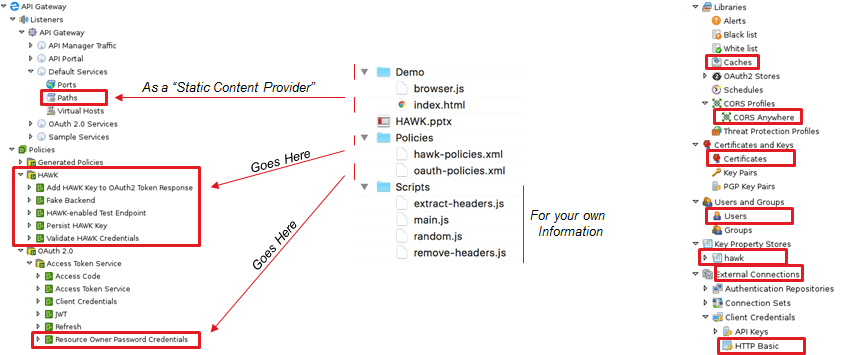 API Gateway
Listeners
API Gateway
API Manager Traffic
API Portal
Default Services
Ports
Paths
Virtual Hosts
OAuth 2.0 Services
Sample Services
Policies
Generated Policies
HAWK
Add HAWK Key to OAuth2 Token Response
Fake Backend
HAWK-enabled Test Endpoint
Persist HAWK Key
Validate HAWK Credentials
OAuth 2.0
Access Token Service
Access Code
Access Token Service
Client Credentials
JWT
Refresh
Resource Owner Password Credentials
As a “Static Content Provider”
Goes Here
Goes Here
Demo
browser.js
index.html
HAWK.pptx
Policies
hawk-policies.xml
oauth-policies.xml
Scripts
extract-headers.js
main.js
random.js
remove-headers.js
For your own
Information
Libraries
Alerts
Black list
White list
Caches
OAuth2 Stores
Schedules
CORS Profiles
CORS Anywhere
Threat Protection Profiles
Certificates and Keys
Certificates
Key Pairs
PGP Key Pairs
Users and Groups
Users
Groups
Key Property Stores
hawk
External Connections
Authentication Repositories
Connection Sets
Client Credentials
API Keys
HTTP Basic